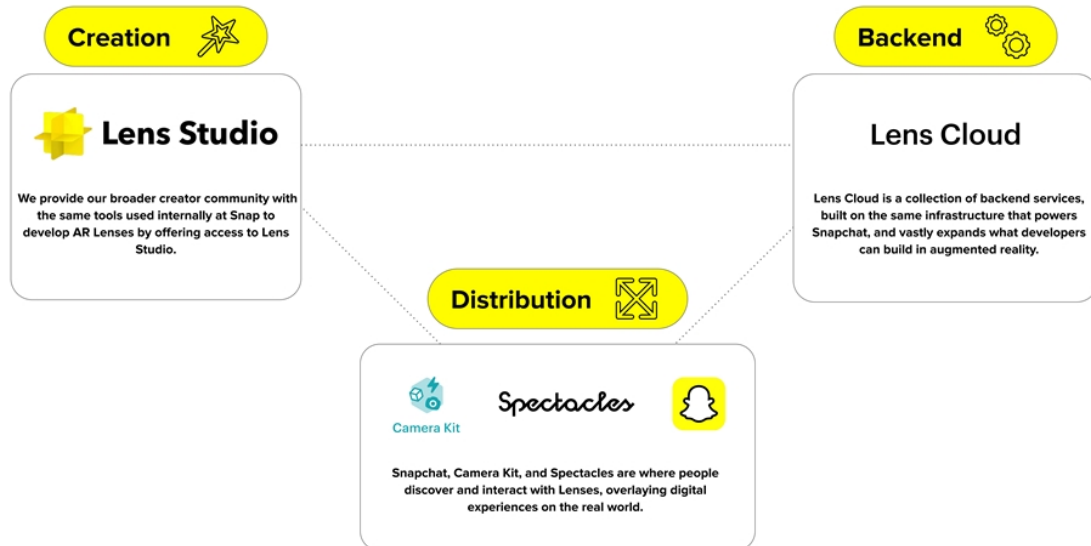 Creation
Lens Studio
We provide our broader creator community with
the same tools used internally at Snap to
develop AR Lenses by offering access to Lens
Studio.
Backend
Lens Cloud
Lens Cloud is a collection of backend services,
built on the same infrastructure that powers
Snapchat, and vastly expands what developers
can build in augmented reality.
Distribution
Camera Kit
Spectacles
Snapchat, Camera Kit, and Spectacles are where people
discover and interact with Lenses, overlaying digital
experiences on the real world.